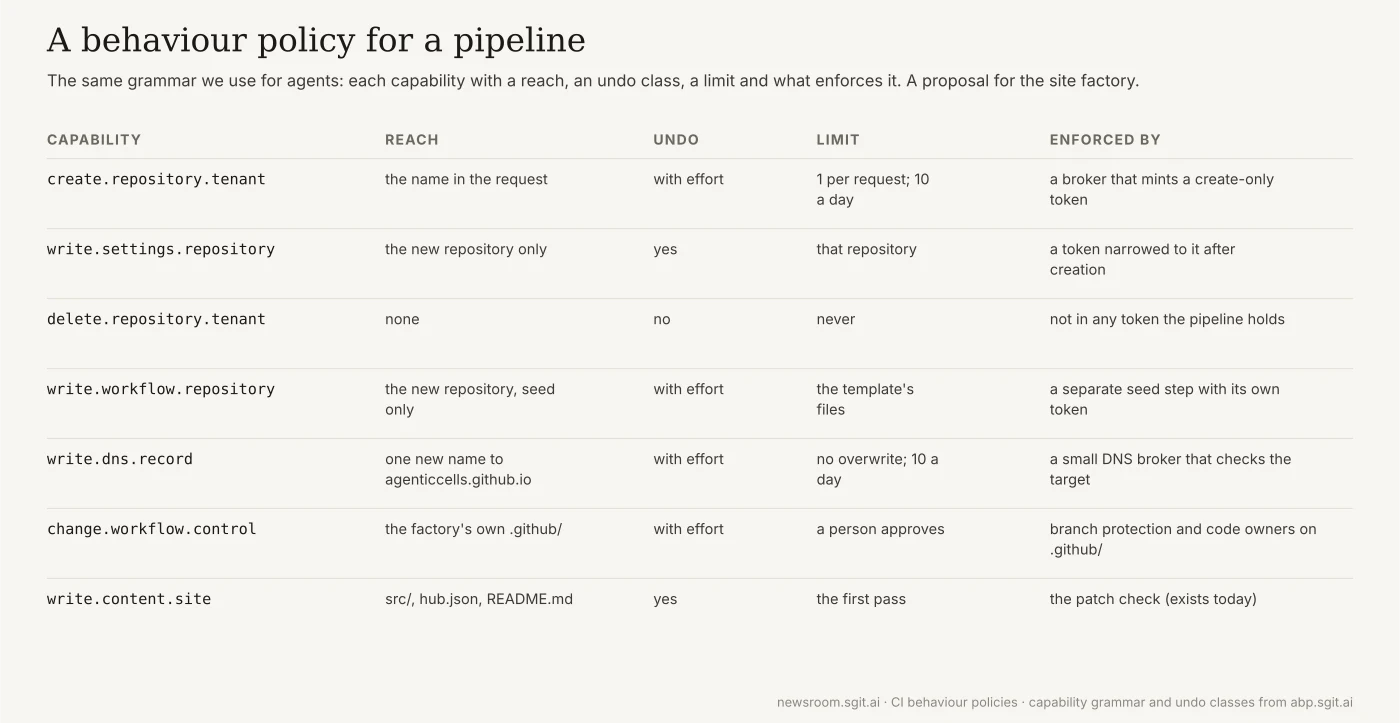 A behaviour policy for a pipeline
The same grammar we use for agents: each capability with a reach, an undo class, a limit and what enforces it. A proposal for the site factory.
CAPABILITY REACH UNDO LIMIT ENFORCED BY
create.repository.tenant the name in the request with effort 1 per request; 10 a broker that mints a create-only
a day token
write.settings.repository the new repository only yes that repository a token narrowed to it after
creation
delete.repository.tenant none no never not in any token the pipeline holds
write.workflow.repository the new repository, seed with effort the template's a separate seed step with its own
only files token
write.dns.record one new name to with effort no overwrite; 10 a a small DNS broker that checks the
agenticcells.github.io day target
change.workflow.control the factory's own .github/ with effort a person approves branch protection and code owners on
.github/
write.content.site src/, hub.json, README.md yes the first pass the patch check (exists today)
newsroom.sgit.ai · CI behaviour policies · capability grammar and undo classes from abp.sgit.ai